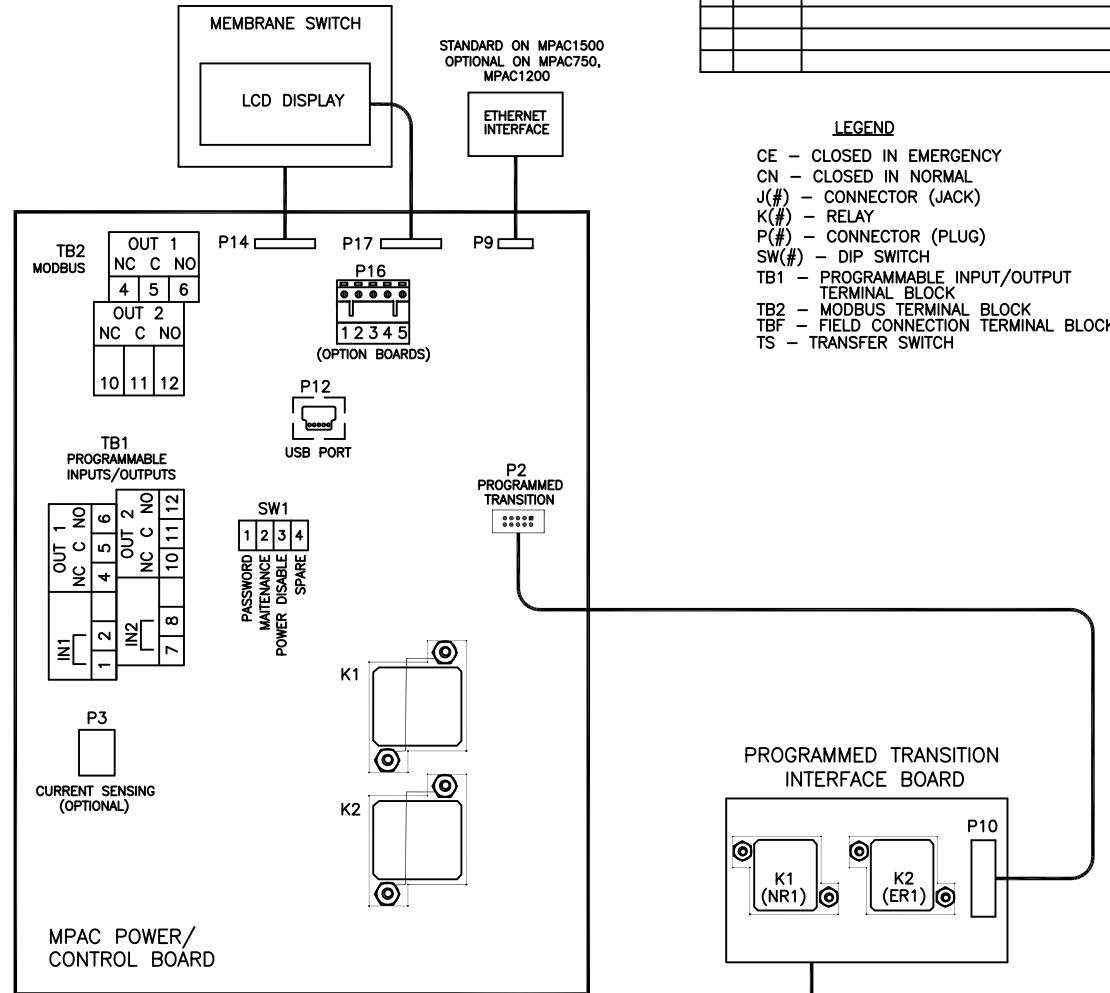 MEMBRANE SWITCH
LCD DISPLAY
STANDARD ON MPAC1500
OPTIONAL ON MPAC750,
MPAC1200
ETHERNET
INTERFACE
LEGEND
CE – CLOSED IN EMERGENCY
CN – CLOSED IN NORMAL
J(#) – CONNECTOR (JACK)
K(#) – RELAY
P(#) – CONNECTOR (PLUG)
SW(#) – DIP SWITCH
TB1 – PROGRAMMABLE INPUT/OUTPUT
TERMINAL BLOCK
TB2 – MODBUS TERMINAL BLOCK
TBF – FIELD CONNECTION TERMINAL BLOCK
TS – TRANSFER SWITCH
TB2
MODBUS
OUT 1
NC C NO
4 5 6
OUT 2
NC C NO
10 11 12
P14
P17
P9
P16
1 2 3 4 5
(OPTION BOARDS)
P12
USB PORT
TB1
PROGRAMMABLE
INPUTS/OUTPUTS
OUT 1
NC C NO
4 5 6
IN1
1 2
OUT 2
NC C NO
10 11 12
IN2
7 8
SW1
1 2 3 4
PASSWORD
MAITENANCE
POWER DISABLE
SPARE
P2
PROGRAMMED
TRANSITION
K1
K2
P3
CURRENT SENSING
(OPTIONAL)
MPAC POWER/
CONTROL BOARD
PROGRAMMED TRANSITION
INTERFACE BOARD
P10
K1
(NR1)
K2
(ER1)